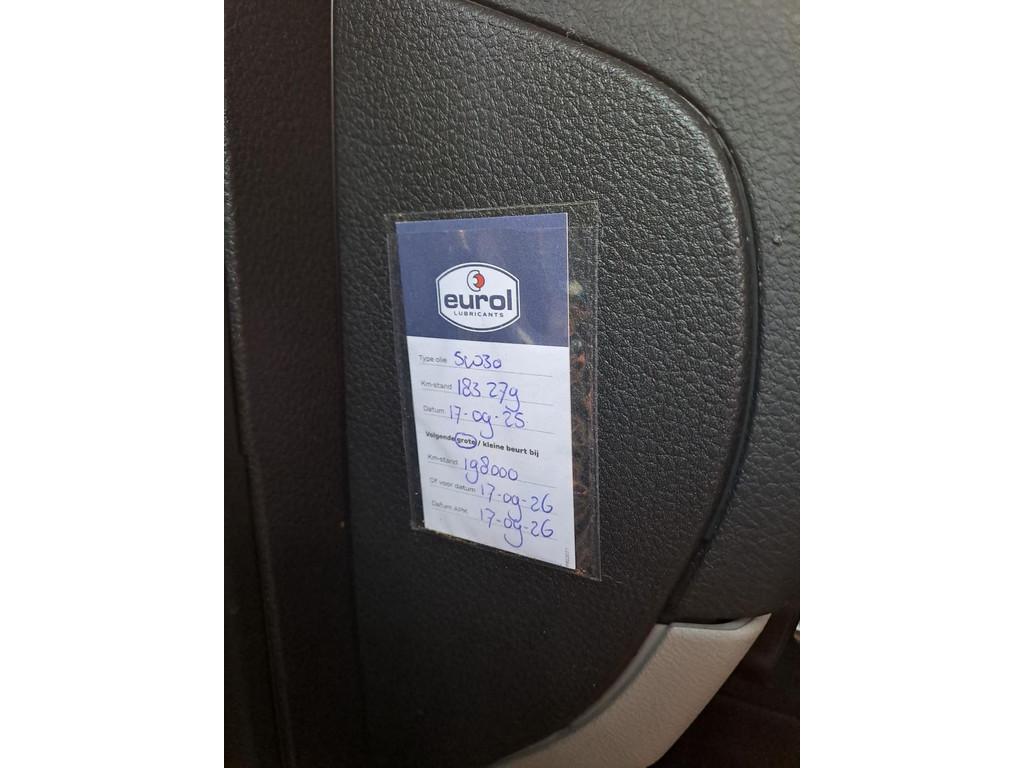 eurol
LUBRICANTS
Type olie 5W30
Km-stand 183 279
Datum 17-09-25
Volgende grote / kleine beurt bij
Km-stand 198000
Of voor datum 17-09-26
Datum APK 17-09-26